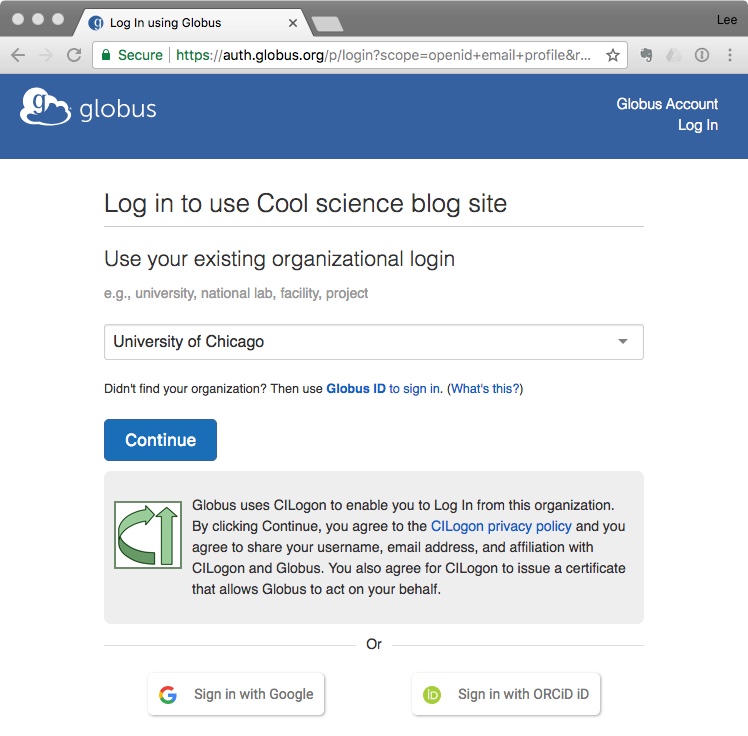 Log In using Globus
Lee
Secure
https://auth.globus.org/p/login?scope=openid+email+profile&r...
globus
Globus Account
Log In
Log in to use Cool science blog site
Use your existing organizational login
e.g., university, national lab, facility, project
University of Chicago
Didn't find your organization? Then use Globus ID to sign in. (What's this?)
Continue
Globus uses CILogon to enable you to Log In from this organization.
By clicking Continue, you agree to the CILogon privacy policy and you
agree to share your username, email address, and affiliation with
CILogon and Globus. You also agree for CILogon to issue a certificate
that allows Globus to act on your behalf.
Or
Sign in with Google
iD Sign in with ORCiD iD